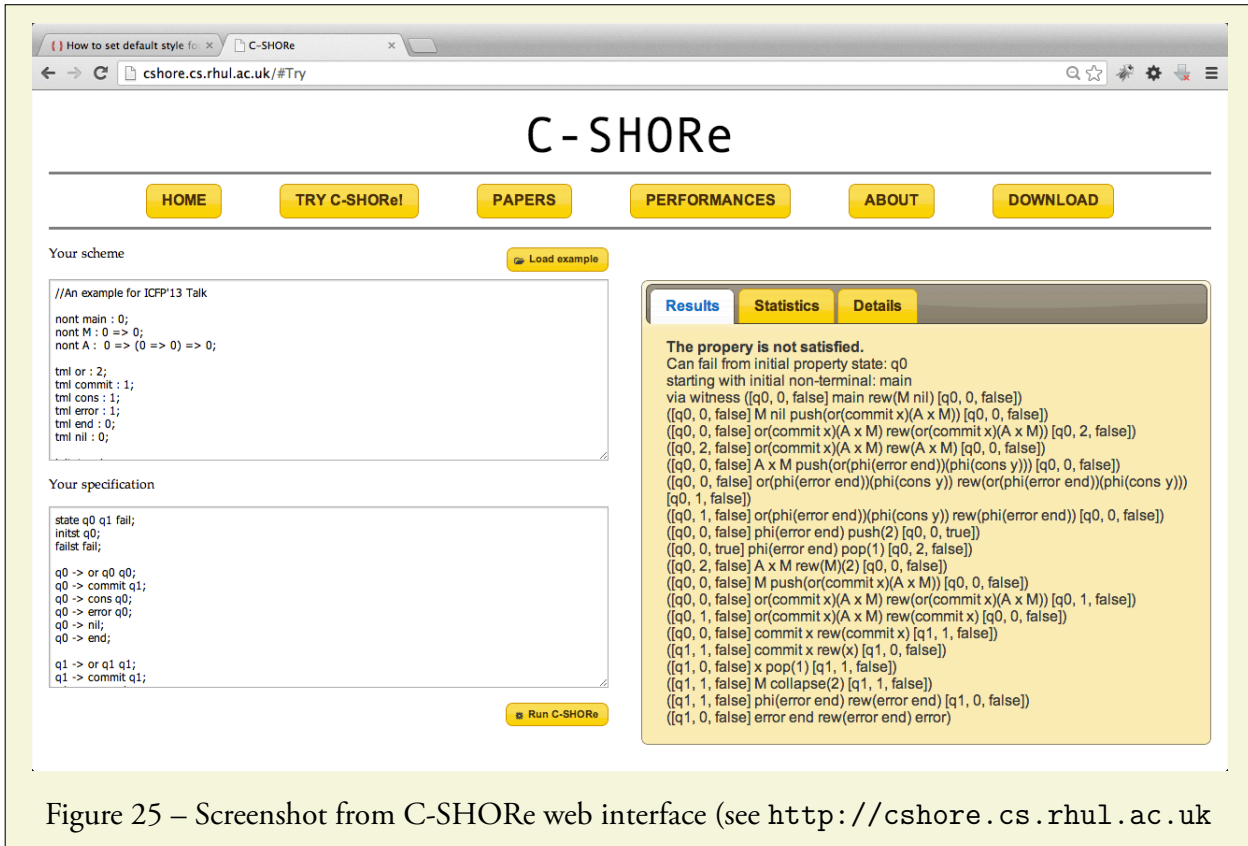 { } How to set default style fo
C-SHORe
cshore.cs.rhul.ac.uk/#Try
C-SHORe
HOME TRY C-SHORe! PAPERS PERFORMANCES ABOUT DOWNLOAD
Your scheme
Load example
//An example for ICFP'13 Talk
nont main : 0;
nont M : 0 => 0;
nont A : 0 => (0 => 0) => 0;
tml or : 2;
tml commit : 1;
tml cons : 1;
tml error : 1;
tml end : 0;
tml nil : 0;
Your specification
state q0 q1 fail;
initst q0;
failst fail;
q0 -> or q0 q0;
q0 -> commit q1;
q0 -> cons q0;
q0 -> error q0;
q0 -> nil;
q0 -> end;
q1 -> or q1 q1;
q1 -> commit q1;
Run C-SHORe
Results Statistics Details
The propery is not satisfied.
Can fail from initial property state: q0
starting with initial non-terminal: main
via witness ([q0, 0, false] main rew(M nil) [q0, 0, false])
([q0, 0, false] M nil push(or(commit x)(A x M)) [q0, 0, false])
([q0, 0, false] or(commit x)(A x M) rew(or(commit x)(A x M)) [q0, 2, false])
([q0, 2, false] or(commit x)(A x M) rew(A x M) [q0, 0, false])
([q0, 0, false] A x M push(or(phi(error end))(phi(cons y))) [q0, 0, false])
([q0, 0, false] or(phi(error end))(phi(cons y)) rew(or(phi(error end))(phi(cons y)))
[q0, 1, false])
([q0, 1, false] or(phi(error end))(phi(cons y)) rew(phi(error end)) [q0, 0, false])
([q0, 0, false] phi(error end) push(2) [q0, 0, true])
([q0, 0, true] phi(error end) pop(1) [q0, 2, false])
([q0, 2, false] A x M rew(M)(2) [q0, 0, false])
([q0, 0, false] M push(or(commit x)(A x M)) [q0, 0, false])
([q0, 0, false] or(commit x)(A x M) rew(or(commit x)(A x M)) [q0, 1, false])
([q0, 1, false] or(commit x)(A x M) rew(commit x) [q0, 0, false])
([q0, 0, false] commit x rew(commit x) [q1, 1, false])
([q1, 1, false] commit x rew(x) [q1, 0, false])
([q1, 0, false] x pop(1) [q1, 1, false])
([q1, 1, false] M collapse(2) [q1, 1, false])
([q1, 1, false] phi(error end) rew(error end) [q1, 0, false])
([q1, 0, false] error end rew(error end) error)
Figure 25 – Screenshot from C-SHORe web interface (see http://cshore.cs.rhul.ac.uk